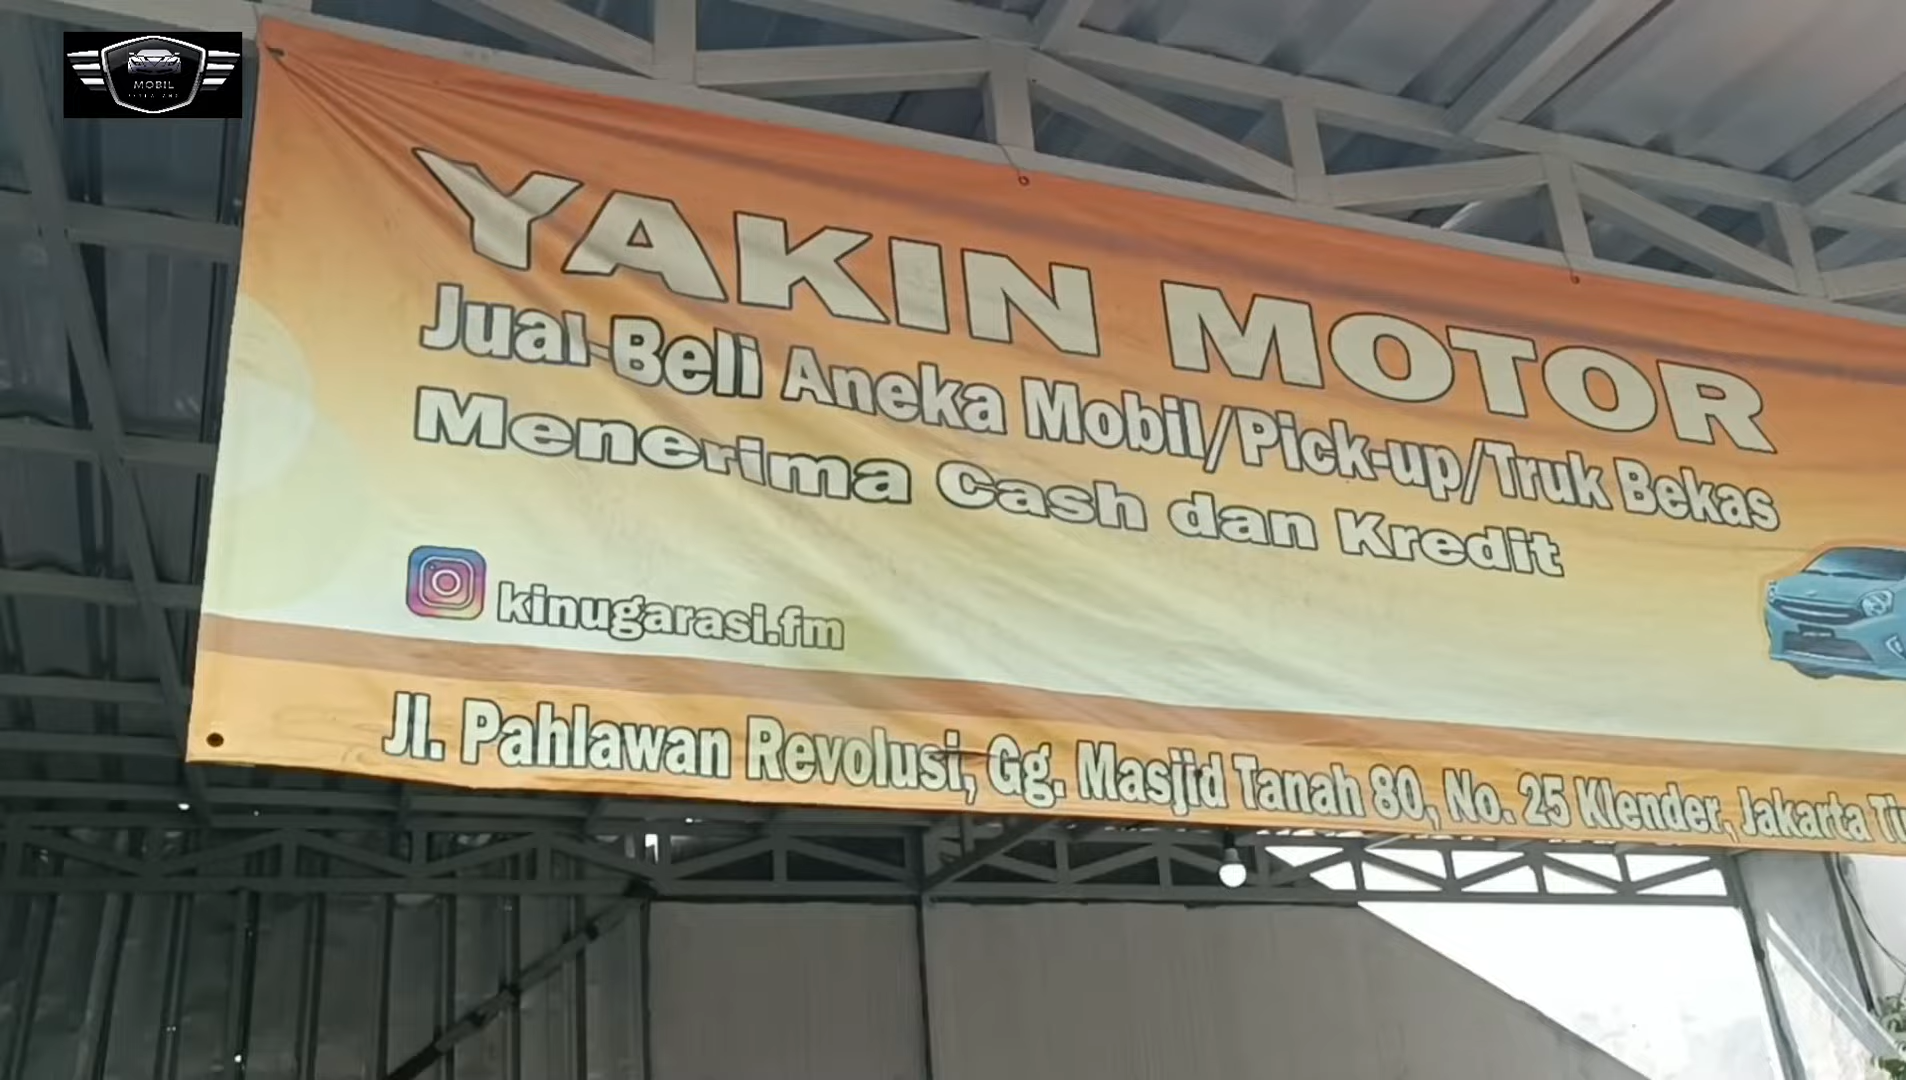 MOBIL
YAKIN MOTOR
Jual-Beli Aneka Mobil/Pick-up/Truk Bekas
Menerima Cash dan Kredit
kinugarasi.fm
Jl. Pahlawan Revolusi, Gg. Masjid Tanah 80, No. 25 Klender, Jakarta Ti